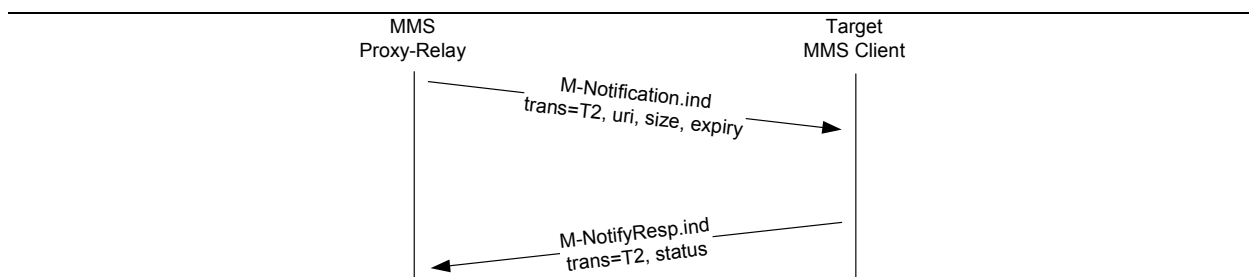 MMS
Proxy-Relay
Target
MMS Client
M-Notification.ind
trans=T2, uri, size, expiry
M-NotifyResp.ind
trans=T2, status